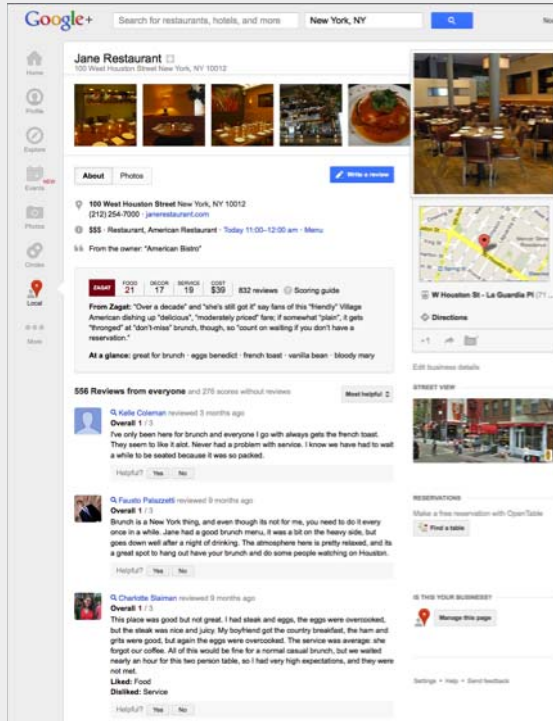 Google+
Search for restaurants, hotels, and more
New York, NY
Jane Restaurant
100 West Houston Street New York, NY 10012
Home
Profile
Explore
Events
NEW
Photos
Circles
Local
More
About
Photos
Write a review
100 West Houston Street New York, NY 10012
(212) 254-7000 · janerestaurant.com
$$$ · Restaurant, American Restaurant · Today 11:00–12:00 am · Menu
From the owner: "American Bistro"
ZAGAT
FOOD 21
DECOR 17
SERVICE 19
COST $39
832 reviews
Scoring guide
From Zagat: "Over a decade" and "she's still got it" say fans of this "friendly" Village
American dishing up "delicious", "moderately priced" fare; if somewhat "plain", it gets
"thronged" at "don't-miss" brunch, though, so "count on waiting if you don't have a
reservation."
At a glance: great for brunch · eggs benedict · french toast · vanilla bean · bloody mary
556 Reviews from everyone and 276 scores without reviews
Most helpful
Kelle Coleman reviewed 3 months ago
Overall 1 / 3
I've only been here for brunch and everyone I go with always gets the french toast.
They seem to like it alot. Never had a problem with service. I know we have had to wait
a while to be seated because it was so packed.
Helpful? Yes No
Fausto Palazzetti reviewed 9 months ago
Overall 1 / 3
Brunch is a New York thing, and even though its not for me, you need to do it every
once in a while. Jane had a good brunch menu, it was a bit on the heavy side, but
goes down well after a night of drinking. The atmosphere here is pretty relaxed, and its
a great spot to hang out have your brunch and do some people watching on Houston.
Helpful? Yes No
Charlotte Slaiman reviewed 9 months ago
Overall 1 / 3
This place was good but not great. I had steak and eggs, the eggs were overcooked,
but the steak was nice and juicy. My boyfriend got the country breakfast, the ham and
grits were good, but again the eggs were overcooked. The service was average: she
forgot our coffee. All of this would be fine for a normal casual brunch, but we waited
nearly an hour for this two person table, so I had very high expectations, and they were
not met.
Liked: Food
Disliked: Service
Helpful? Yes No
W Houston St - La Guardia Pl (71...
Directions
+1
Edit business details
STREET VIEW
RESERVATIONS
Make a free reservation with OpenTable
Find a table
IS THIS YOUR BUSINESS?
Manage this page
Settings • Help • Send feedback